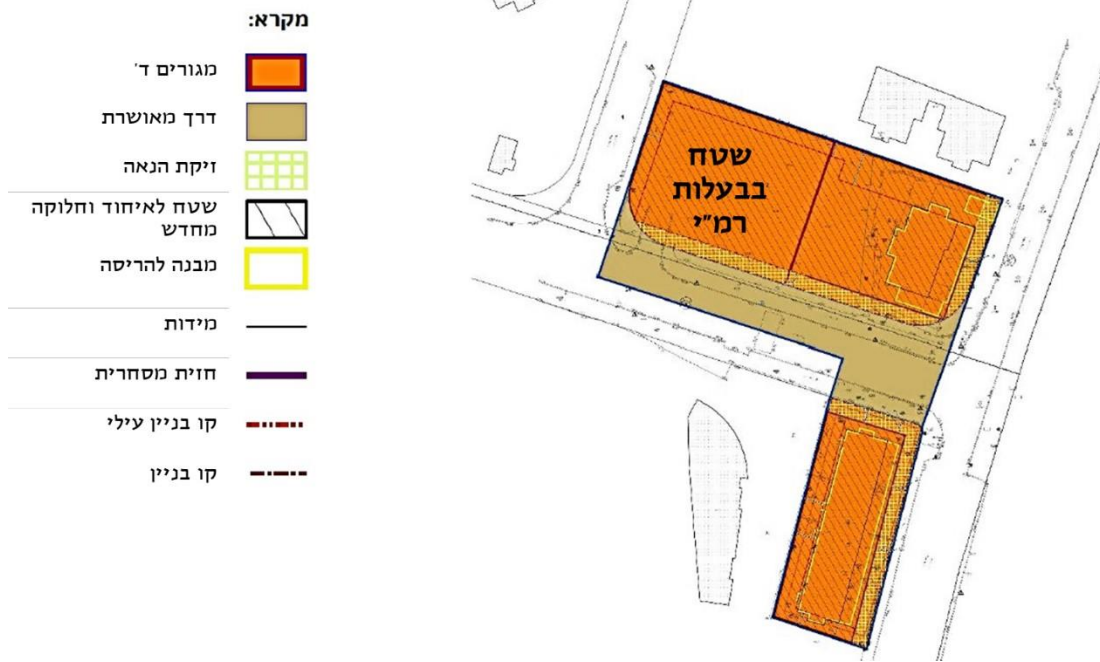 מקרא:
מגורים ד'
דרך מאושרת
זיקת הנאה
שטח לאיחוד וחלוקה
מחדש
מבנה להריסה
מידות
חזית מסחרית
קו בניין עילי
קו בניין
שטח
בבעלות
רמ"י